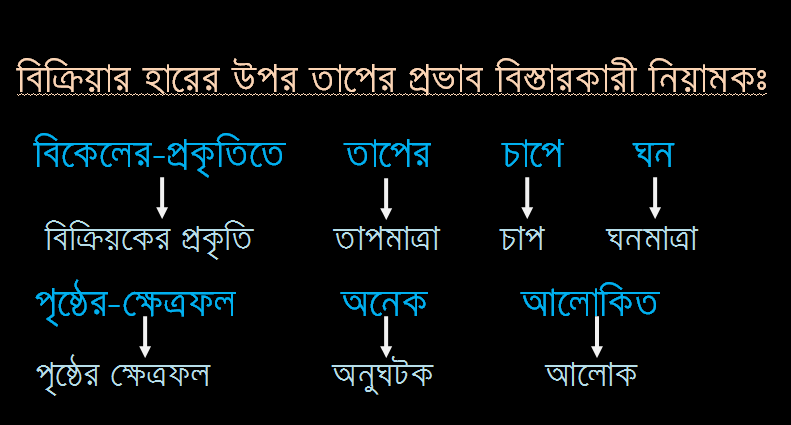 বিক্রিয়ার হারের উপর তাপের প্রভাব বিস্তারকারী নিয়ামকঃ
বিকেলের-প্রকৃতিতে তাপের চাপে ঘন
বিক্রিয়কের প্রকৃতি তাপমাত্রা চাপ ঘনমাত্রা
পৃষ্ঠের-ক্ষেত্রফল অনেক আলোকিত
পৃষ্ঠের ক্ষেত্রফল অনুঘটক আলোক